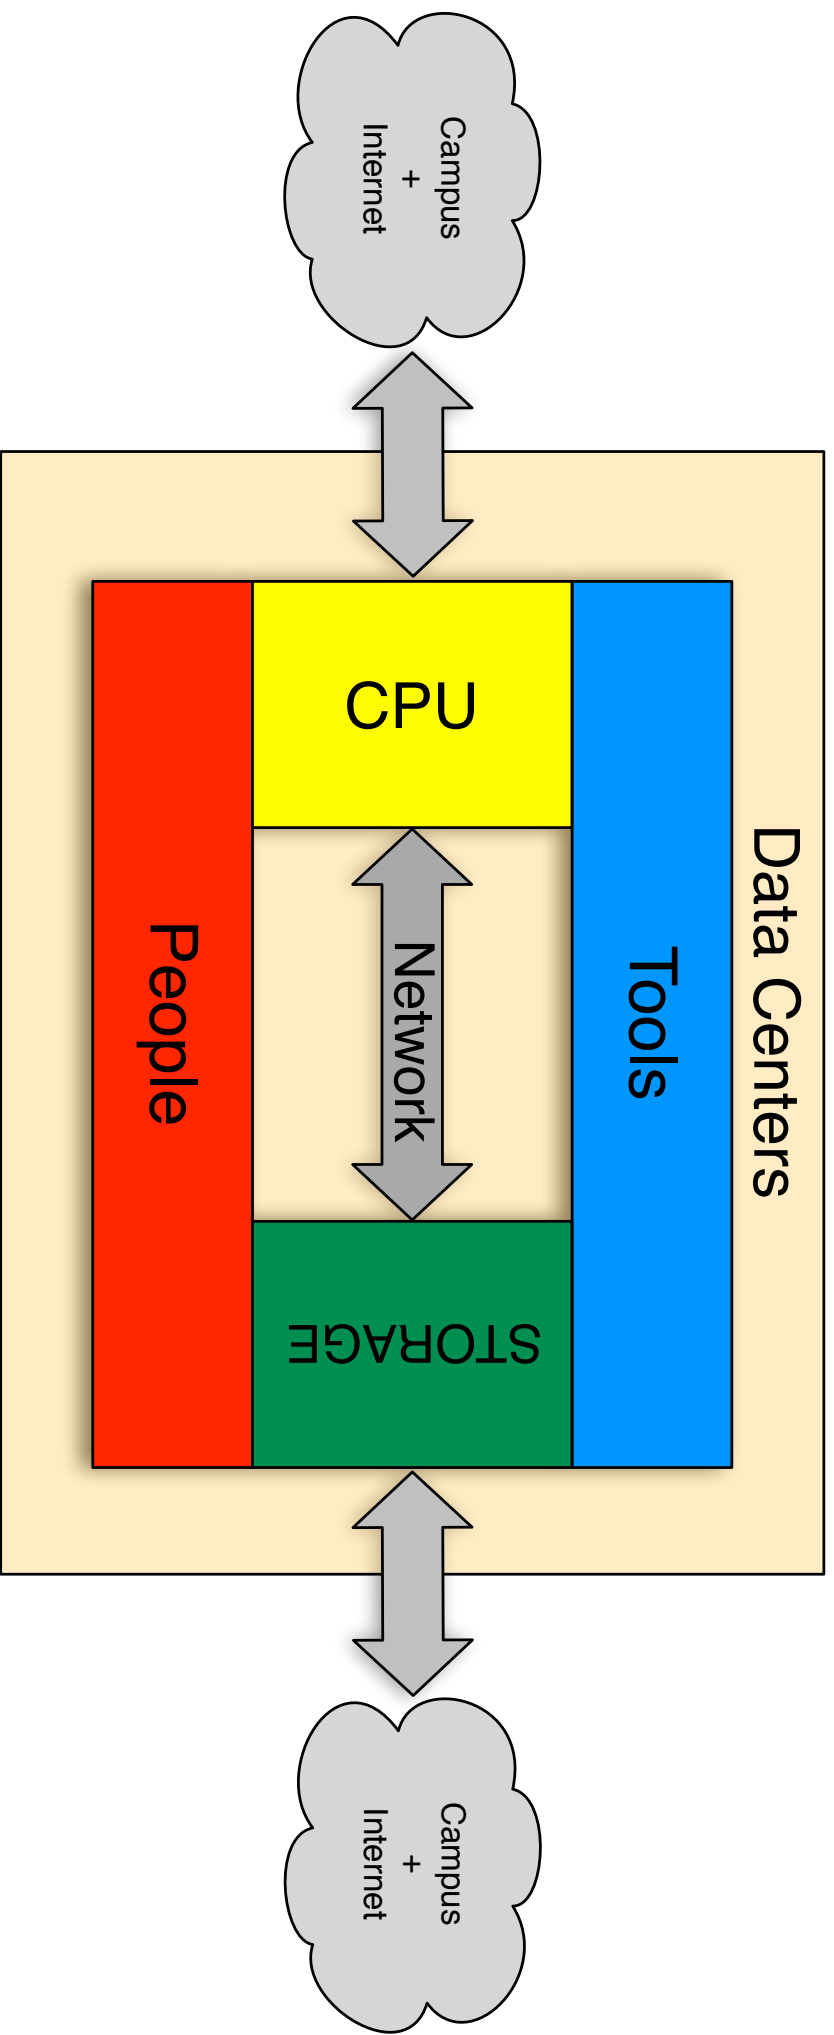 Campus
+
Internet
Data Centers
Tools
CPU
Network
STORAGE
People
Campus
+
Internet